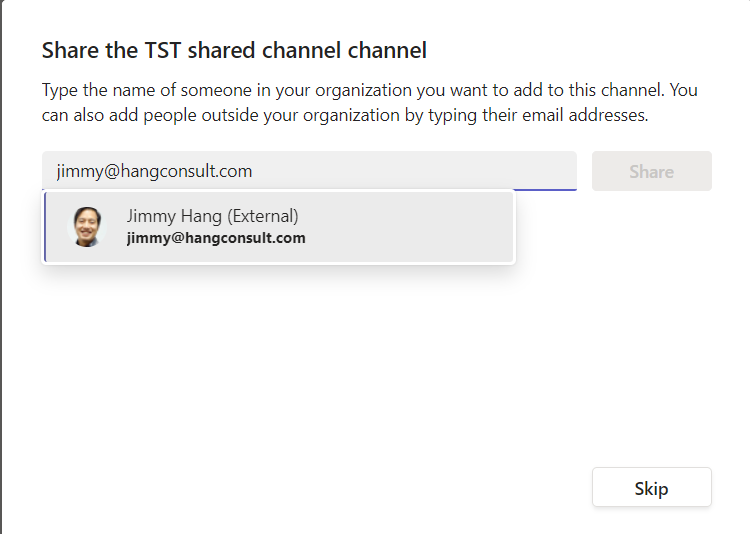 Share the TST shared channel channel
Type the name of someone in your organization you want to add to this channel. You
can also add people outside your organization by typing their email addresses.
jimmy@hangconsult.com
Share
Jimmy Hang (External)
jimmy@hangconsult.com
Skip